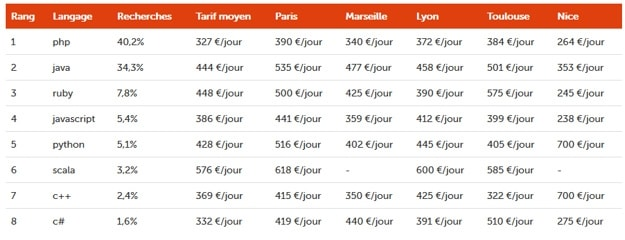 Rang Langage Recherches Tarif moyen Paris Marseille Lyon Toulouse Nice
1 php 40,2% 327 €/jour 390 €/jour 340 €/jour 372 €/jour 384 €/jour 264 €/jour
2 java 34,3% 444 €/jour 535 €/jour 477 €/jour 458 €/jour 501 €/jour 353 €/jour
3 ruby 7,8% 448 €/jour 500 €/jour 425 €/jour 390 €/jour 575 €/jour 245 €/jour
4 javascript 5,4% 386 €/jour 441 €/jour 359 €/jour 412 €/jour 399 €/jour 238 €/jour
5 python 5,1% 428 €/jour 516 €/jour 402 €/jour 445 €/jour 405 €/jour 700 €/jour
6 scala 3,2% 576 €/jour 618 €/jour - 600 €/jour 585 €/jour -
7 c++ 2,4% 369 €/jour 415 €/jour 350 €/jour 425 €/jour 322 €/jour 700 €/jour
8 c# 1,6% 332 €/jour 419 €/jour 440 €/jour 391 €/jour 510 €/jour 275 €/jour